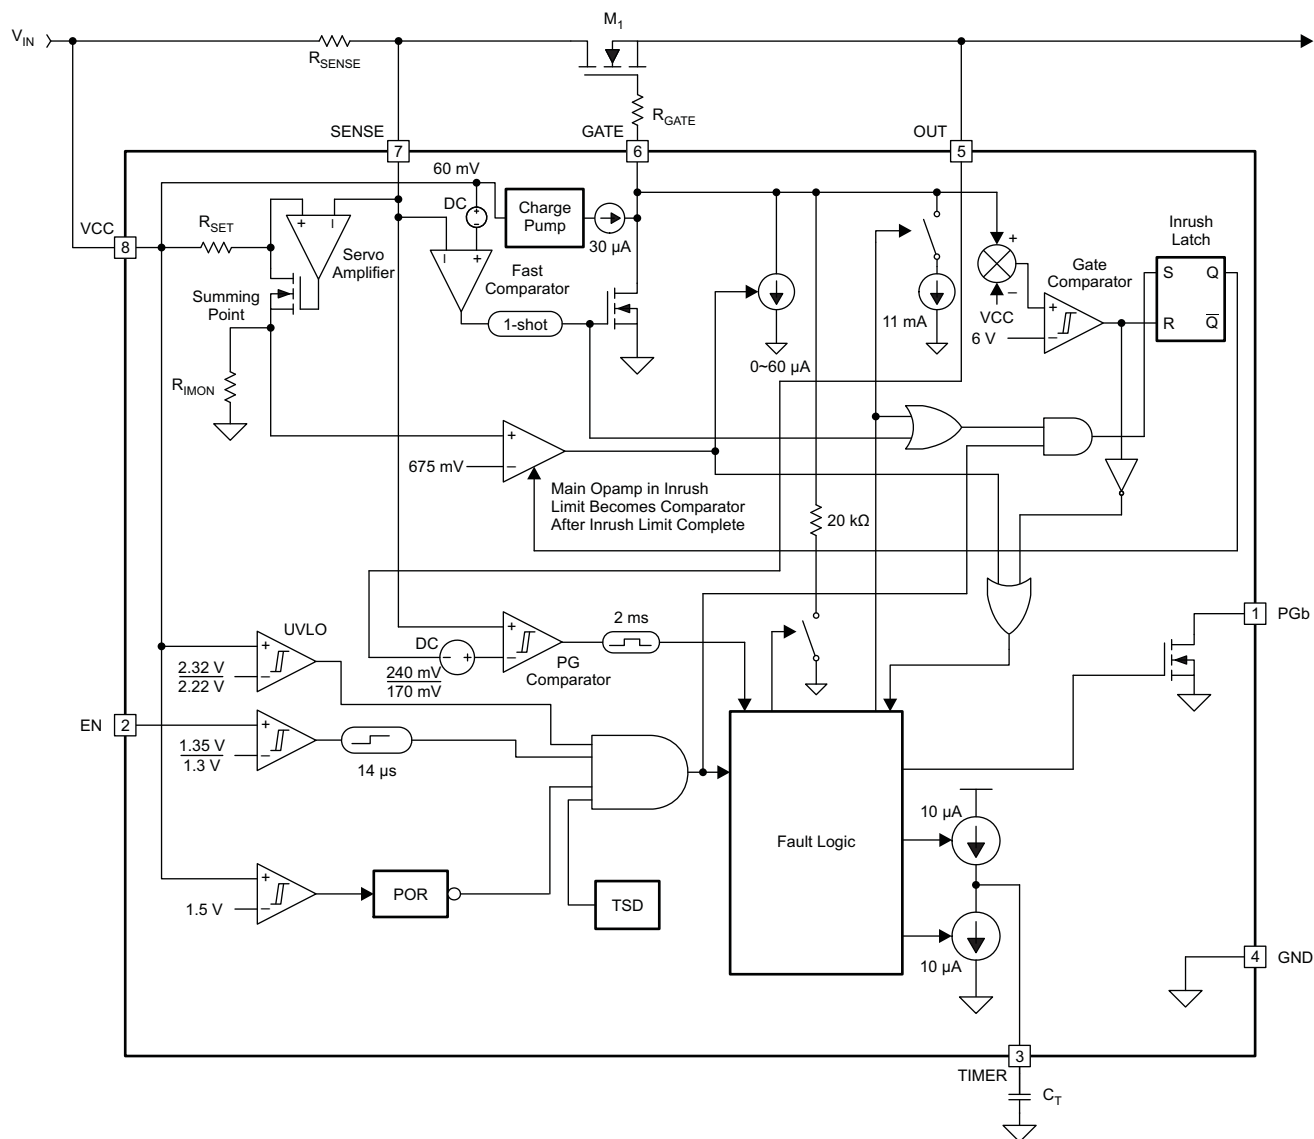 M1
VIN
RSENSE
RGATE
SENSE
GATE
OUT
7
6
5
60 mV
DC
Charge
Pump
30 µA
VCC
8
RSET
+
–
Servo
Amplifier
–
+
Fast
Comparator
1-shot
Summing
Point
RIMON
0~60 µA
11 mA
+
–
VCC
6 V
Gate
Comparator
+
–
Inrush
Latch
S
Q
R
Q̅
+
–
675 mV
Main Opamp in Inrush
Limit Becomes Comparator
After Inrush Limit Complete
20 kΩ
UVLO
+
–
2.32 V
2.22 V
DC
–
+
240 mV
170 mV
+
–
PG
Comparator
2 ms
1
PGb
EN
2
+
–
1.35 V
1.3 V
14 µs
Fault Logic
10 µA
10 µA
+
–
1.5 V
POR
TSD
4
GND
3
TIMER
CT